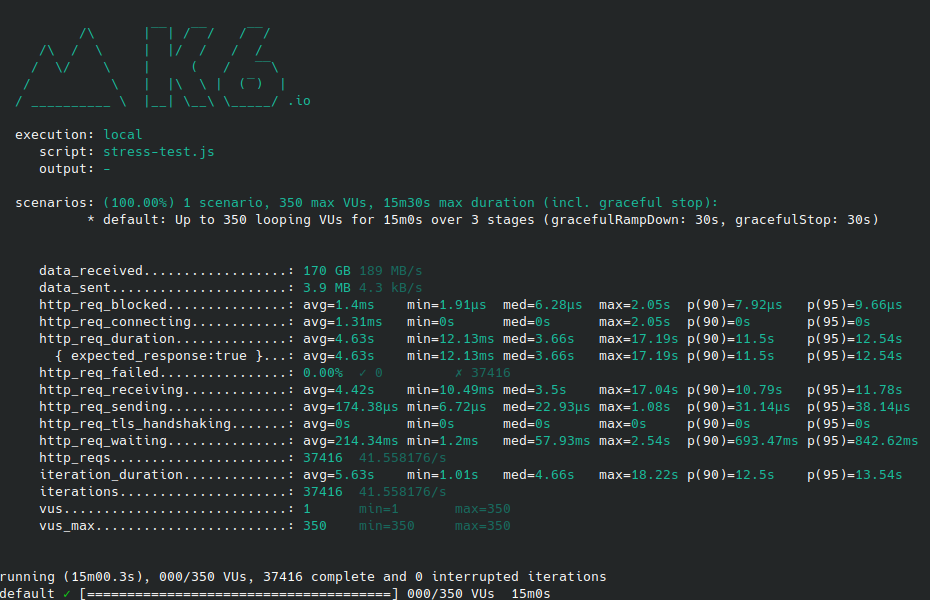 .io
execution: local
script: stress-test.js
output: -
scenarios: (100.00%) 1 scenario, 350 max VUs, 15m30s max duration (incl. graceful stop):
* default: Up to 350 looping VUs for 15m0s over 3 stages (gracefulRampDown: 30s, gracefulStop: 30s)
data_received..................: 170 GB 189 MB/s
data_sent......................: 3.9 MB 4.3 kB/s
http_req_blocked...............: avg=1.4ms min=1.91µs med=6.28µs max=2.05s p(90)=7.92µs p(95)=9.66µs
http_req_connecting............: avg=1.31ms min=0s med=0s max=2.05s p(90)=0s p(95)=0s
http_req_duration..............: avg=4.63s min=12.13ms med=3.66s max=17.19s p(90)=11.5s p(95)=12.54s
{ expected_response:true }...: avg=4.63s min=12.13ms med=3.66s max=17.19s p(90)=11.5s p(95)=12.54s
http_req_failed................: 0.00% ✓ 0 ✗ 37416
http_req_receiving.............: avg=4.42s min=10.49ms med=3.5s max=17.04s p(90)=10.79s p(95)=11.78s
http_req_sending...............: avg=174.38µs min=6.72µs med=22.93µs max=1.08s p(90)=31.14µs p(95)=38.14µs
http_req_tls_handshaking.......: avg=0s min=0s med=0s max=0s p(90)=0s p(95)=0s
http_req_waiting...............: avg=214.34ms min=1.2ms med=57.93ms max=2.54s p(90)=693.47ms p(95)=842.62ms
http_reqs......................: 37416 41.558176/s
iteration_duration.............: avg=5.63s min=1.01s med=4.66s max=18.22s p(90)=12.5s p(95)=13.54s
iterations.....................: 37416 41.558176/s
vus............................: 1 min=1 max=350
vus_max........................: 350 min=350 max=350
running (15m00.3s), 000/350 VUs, 37416 complete and 0 interrupted iterations
default ✓ [======================================] 000/350 VUs 15m0s